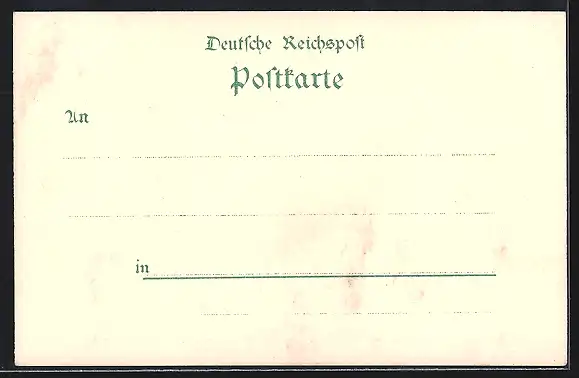 Deutſche Reichspoſt
Poſtkarte
An
in